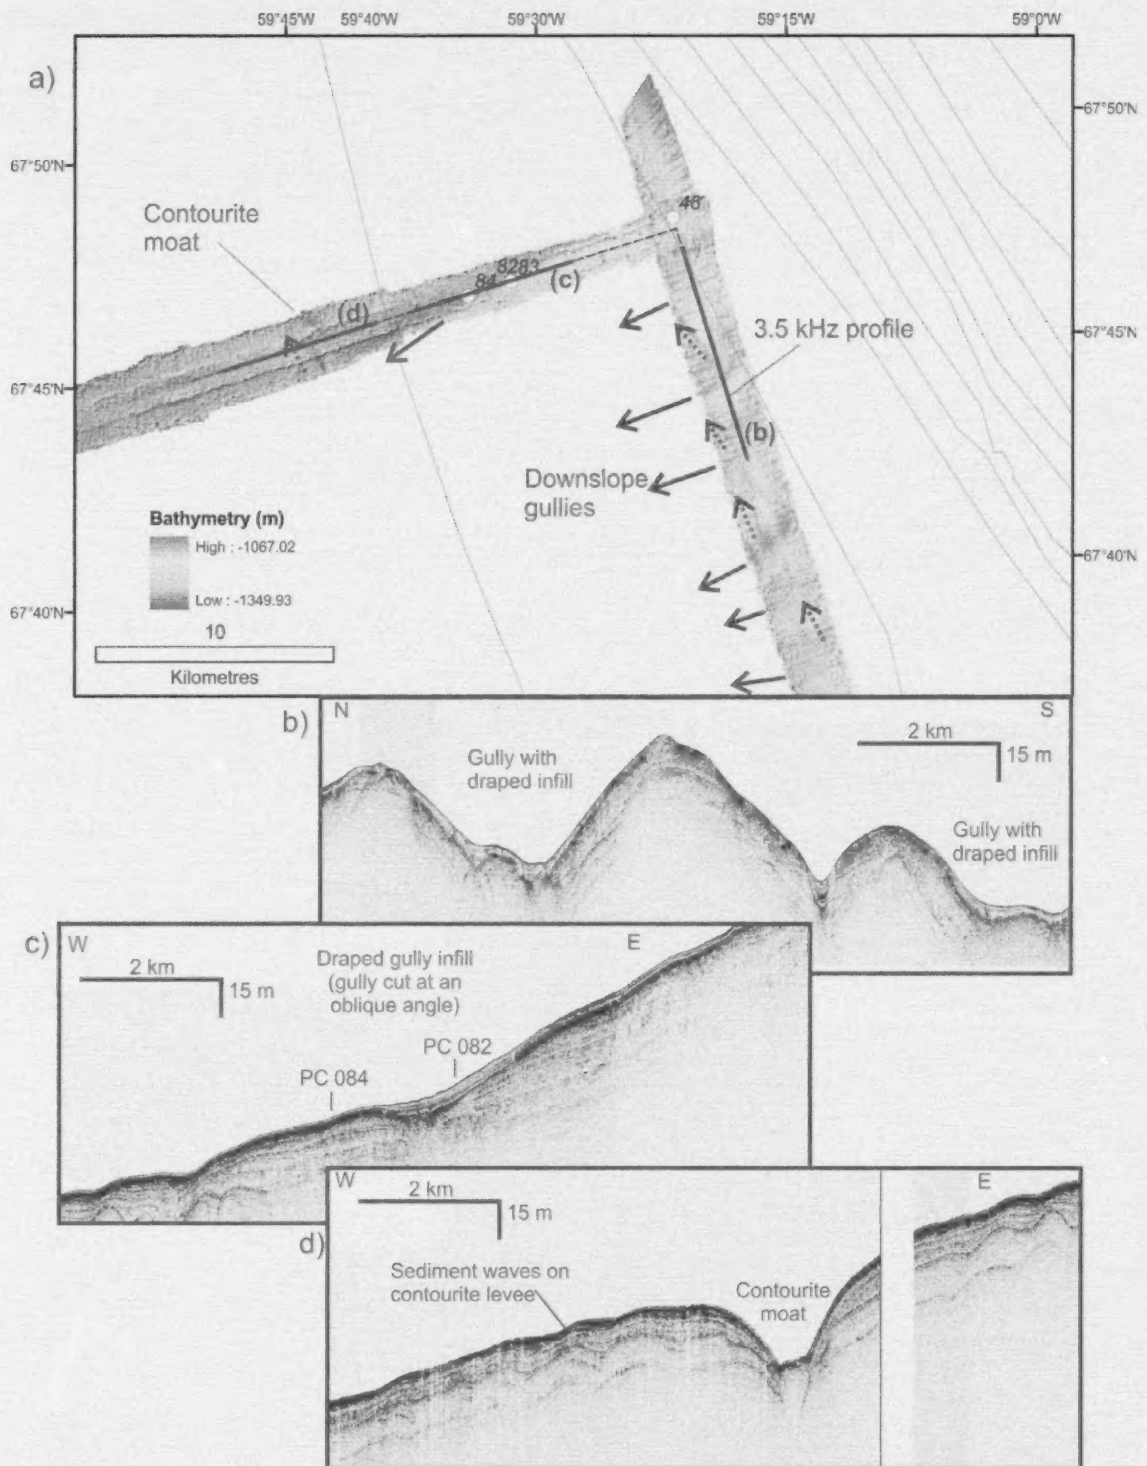 59°45'W 59°40'W 59°30'W 59°15'W 59°0'W
a)
67°50'N
67°50'N
Contourite
moat
46
8283
84
(c)
(d)
3.5 kHz profile
67°45'N
67°45'N
(b)
Downslope
gullies
Bathymetry (m)
High : -1067.02
Low : -1349.93
67°40'N
67°40'N
10
Kilometres
b)
N
S
2 km
15 m
Gully with
draped infill
Gully with
draped infill
c)
W
E
2 km
15 m
Draped gully infill
(gully cut at an
oblique angle)
PC 082
PC 084
d)
W
E
2 km
15 m
Sediment waves on
contourite levee
Contourite
moat